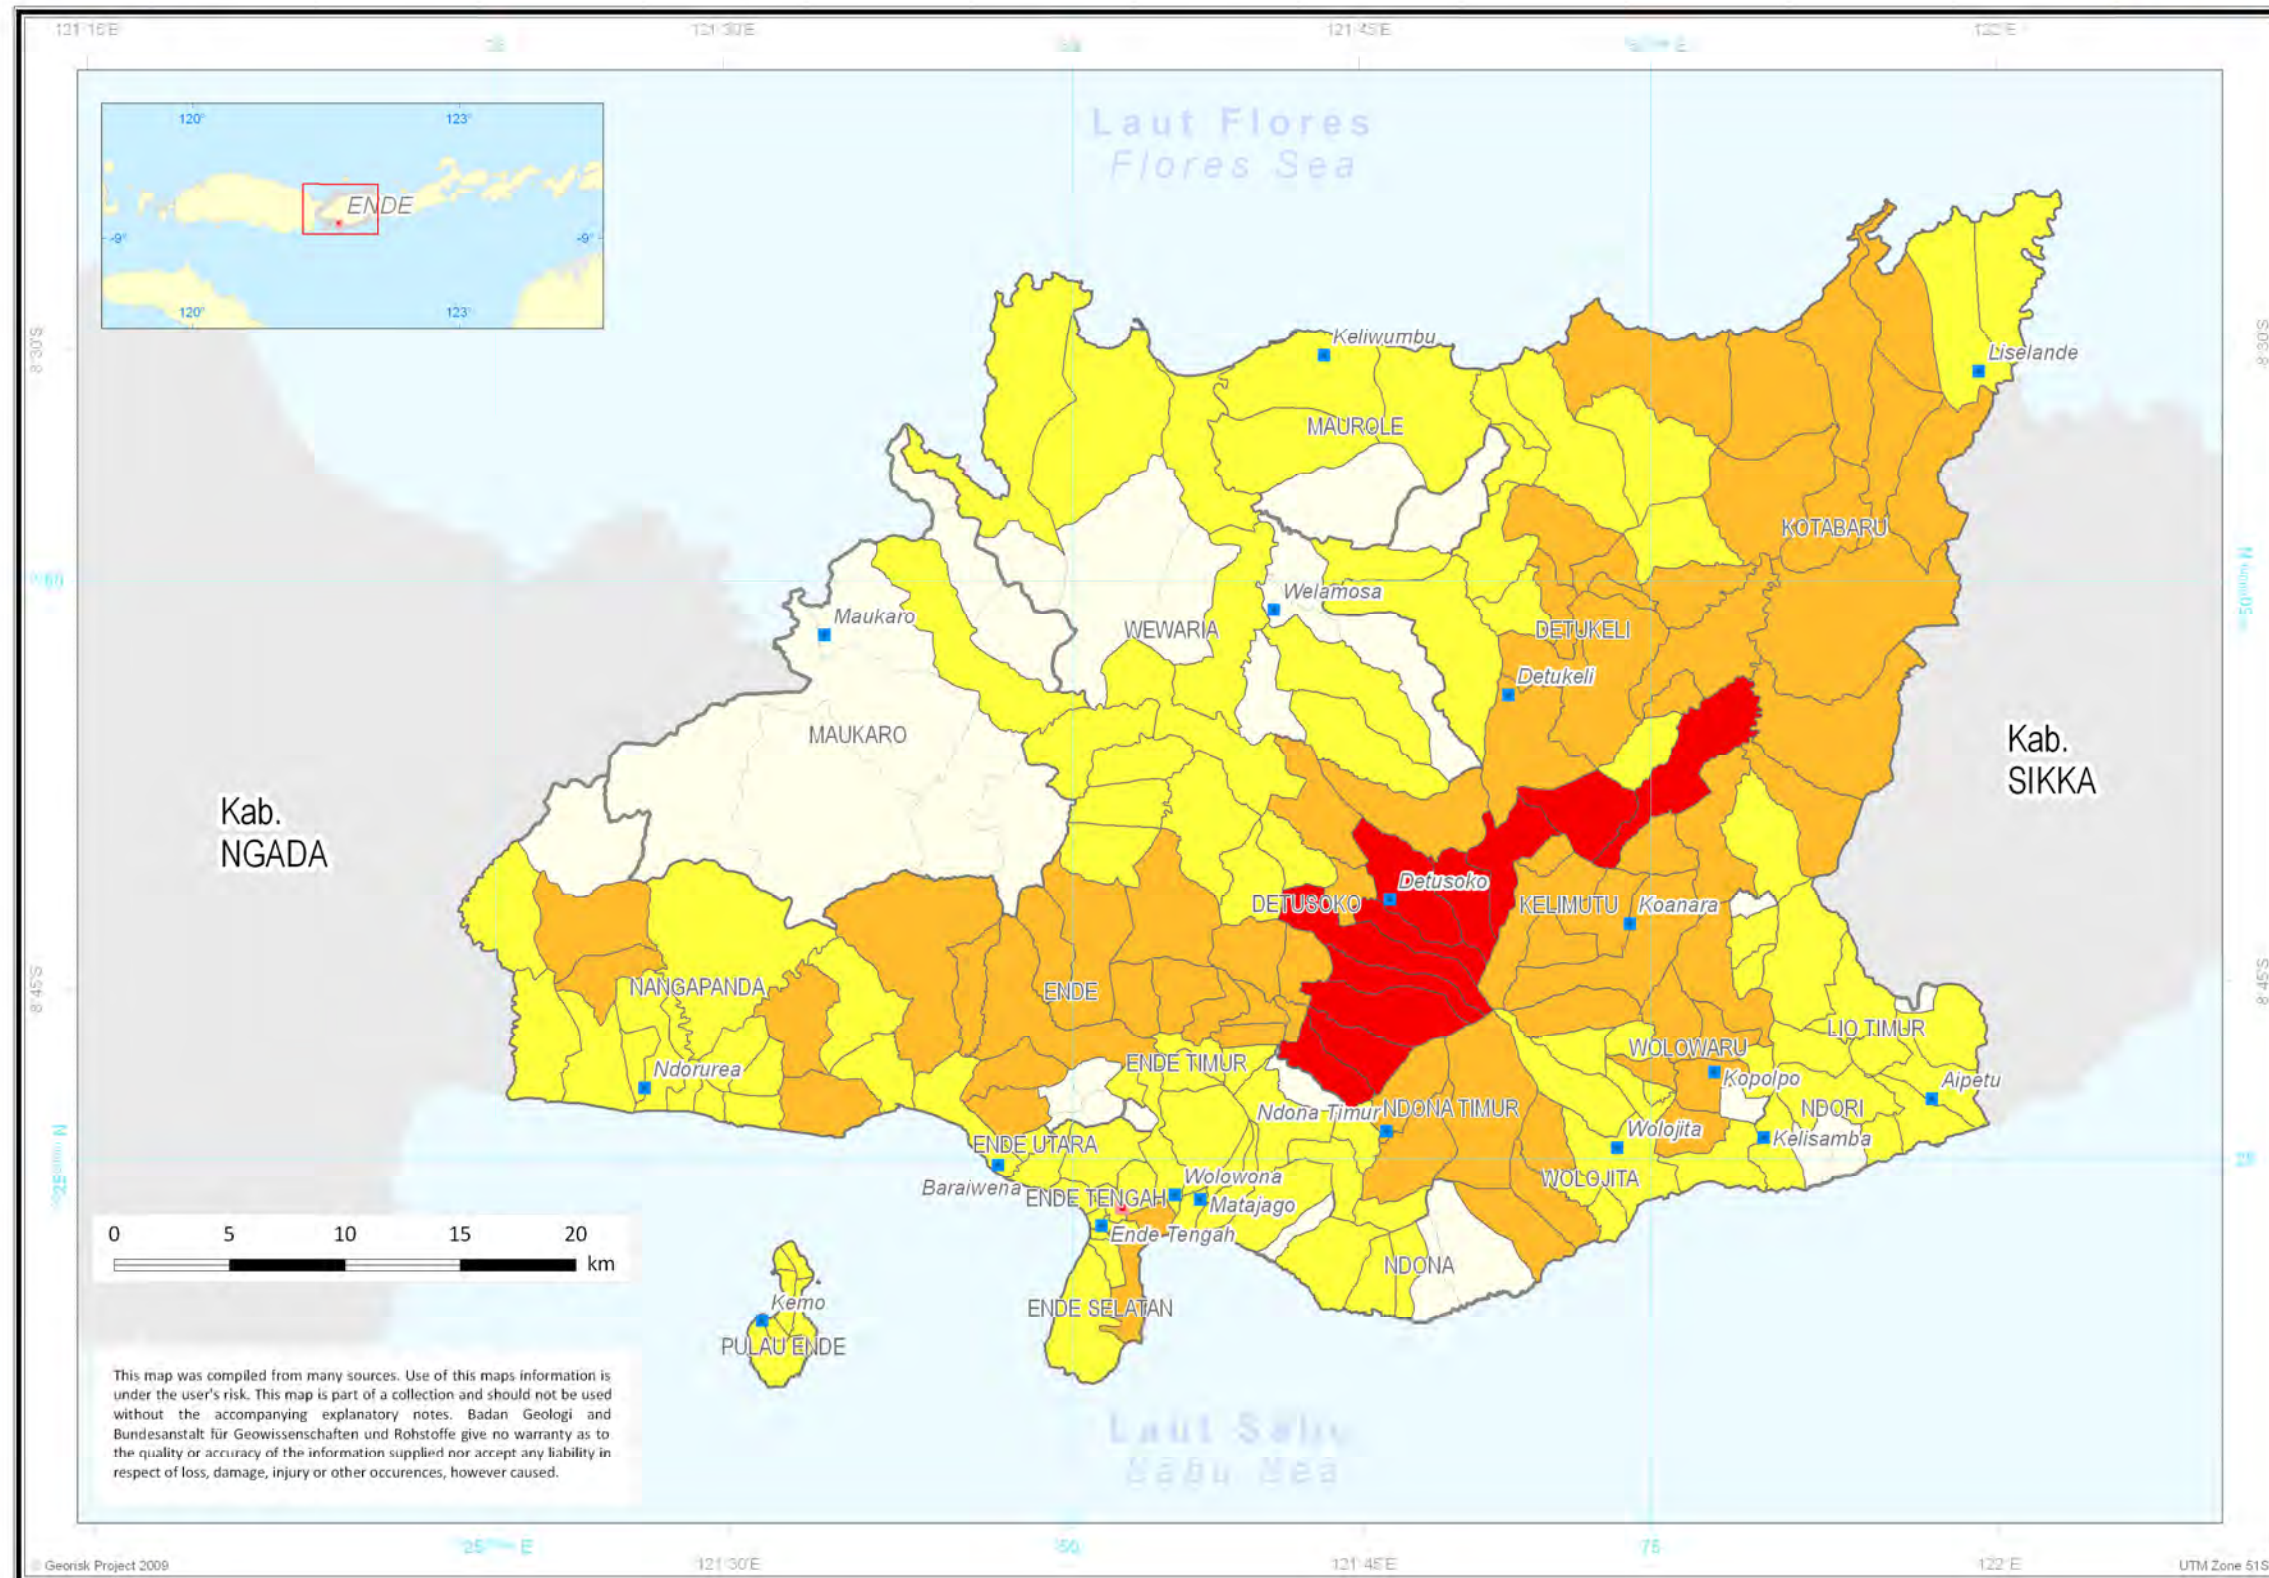 121°15'E
121°30'E
121°45'E
122°E
120°
123°
ENDE
-9°
-9°
120°
123°
Laut Flores
Flores Sea
8°30'S
8°30'S
Keliwumbu
Liselande
MAUROLE
KOTABARU
Welamosa
Maukaro
WEWARIA
DETUKELI
Detukeli
MAUKARO
Kab.
SIKKA
Kab.
NGADA
Detusoko
DETUSOKO
KELIMUTU
Koanara
8°45'S
8°45'S
NANGAPANDA
ENDE
LIO TIMUR
WOLOWARU
ENDE TIMUR
Ndorurea
Kopolpo
Aipetu
Ndona Timur
NDONA TIMUR
NDORI
ENDE UTARA
Wolojita
Kelisamba
Baraiwena
Wolowona
WOLOJITA
ENDE TENGAH
Matajago
Ende Tengah
0 5 10 15 20
km
NDONA
Kemo
ENDE SELATAN
PULAU ENDE
This map was compiled from many sources. Use of this maps information is
under the user's risk. This map is part of a collection and should not be used
without the accompanying explanatory notes. Badan Geologi and
Bundesanstalt für Geowissenschaften und Rohstoffe give no warranty as to
the quality or accuracy of the information supplied nor accept any liability in
respect of loss, damage, injury or other occurences, however caused.
Laut Sabu
Sabu Sea
50
75
121°30'E
121°45'E
122°E
© Georisk Project 2009
UTM Zone 51S